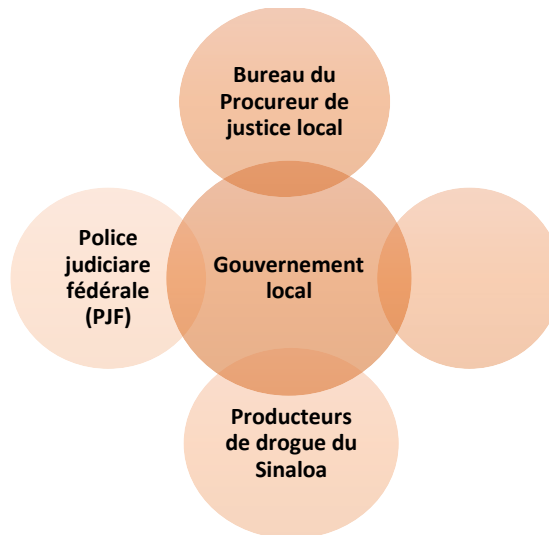 Bureau du
Procureur de
justice local
Police
judiciare
fédérale
(PJF)
Gouvernement
local
Producteurs
de drogue du
Sinaloa